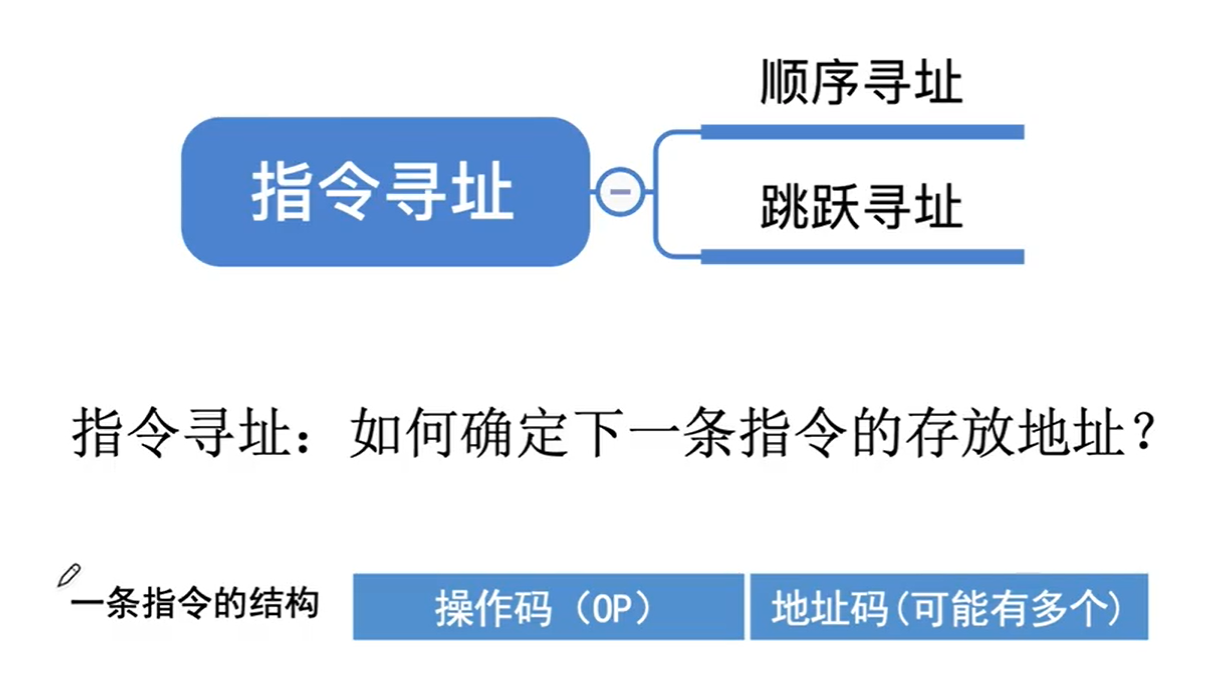 顺序寻址
指令寻址
跳跃寻址
指令寻址：如何确定下一条指令的存放地址？
一条指令的结构
操作码（OP）
地址码(可能有多个)